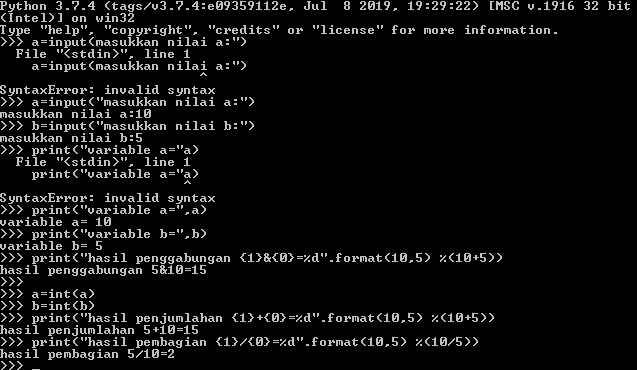 Python 3.7.4 (tags/v3.7.4:e09359112e, Jul  8 2019, 19:29:22) [MSC v.1916 32 bit
(Intel)] on win32
Type "help", "copyright", "credits" or "license" for more information.
>>> a=input(masukkan nilai a:")
  File "<stdin>", line 1
    a=input(masukkan nilai a:")
                         ^
SyntaxError: invalid syntax
>>> a=input("masukkan nilai a:")
masukkan nilai a:10
>>> b=input("masukkan nilai b:")
masukkan nilai b:5
>>> print("variable a="a)
  File "<stdin>", line 1
    print("variable a="a)
                       ^
SyntaxError: invalid syntax
>>> print("variable a=",a)
variable a= 10
>>> print("variable b=",b)
variable b= 5
>>> print("hasil penggabungan {1}&{0}=%d".format(10,5) %(10+5))
hasil penggabungan 5&10=15
>>>
>>> a=int(a)
>>> b=int(b)
>>> print("hasil penjumlahan {1}+{0}=%d".format(10,5) %(10+5))
hasil penjumlahan 5+10=15
>>> print("hasil pembagian {1}/{0}=%d".format(10,5) %(10/5))
hasil pembagian 5/10=2
>>> _